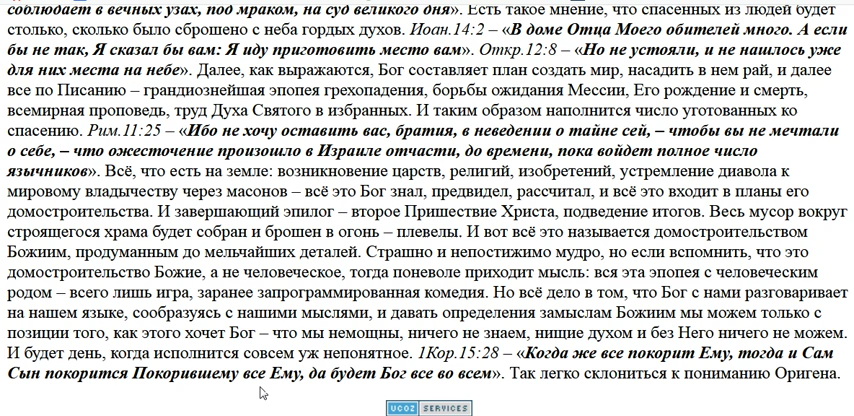 соблюдает в вечных узах, под мраком, на суд великого дня». Есть такое мнение, что спасенных из людей будет
столько, сколько было сброшено с неба гордых духов. Иоан.14:2 – «В доме Отца Моего обителей много. А если
бы не так, Я сказал бы вам: Я иду приготовить место вам». Откр.12:8 – «Но не устояли, и не нашлось уже
для них места на небе». Далее, как выражаются, Бог составляет план создать мир, насадить в нем рай, и далее
все по Писанию – грандиознейшая эпопея грехопадения, борьбы ожидания Мессии, Его рождение и смерть,
всемирная проповедь, труд Духа Святого в избранных. И таким образом наполнится число уготованных ко
спасению. Рим.11:25 – «Ибо не хочу оставить вас, братия, в неведении о тайне сей, – чтобы вы не мечтали
о себе, – что ожесточение произошло в Израиле отчасти, до времени, пока войдет полное число
язычников». Всё, что есть на земле: возникновение царств, религий, изобретений, устремление диавола к
мировому владычеству через масонов – всё это Бог знал, предвидел, рассчитал, и всё это входит в планы его
домостроительства. И завершающий эпилог – второе Пришествие Христа, подведение итогов. Весь мусор вокруг
строящегося храма будет собран и брошен в огонь – плевелы. И вот всё это называется домостроительством
Божиим, продуманным до мельчайших деталей. Страшно и непостижимо мудро, но если вспомнить, что это
домостроительство Божие, а не человеческое, тогда поневоле приходит мысль: вся эта эпопея с человеческим
родом – всего лишь игра, заранее запрограммированная комедия. Но всё дело в том, что Бог с нами разговаривает
на нашем языке, сообразуясь с нашими мыслями, и давать определения замыслам Божиим мы можем только с
позиции того, как этого хочет Бог – что мы немощны, ничего не знаем, нищие духом и без Него ничего не можем.
И будет день, когда исполнится совсем уж непонятное. 1Кор.15:28 – «Когда же все покорит Ему, тогда и Сам
Сын покорится Покорившему все Ему, да будет Бог все во всем». Так легко склониться к пониманию Оригена.
UCOZ SERVICES